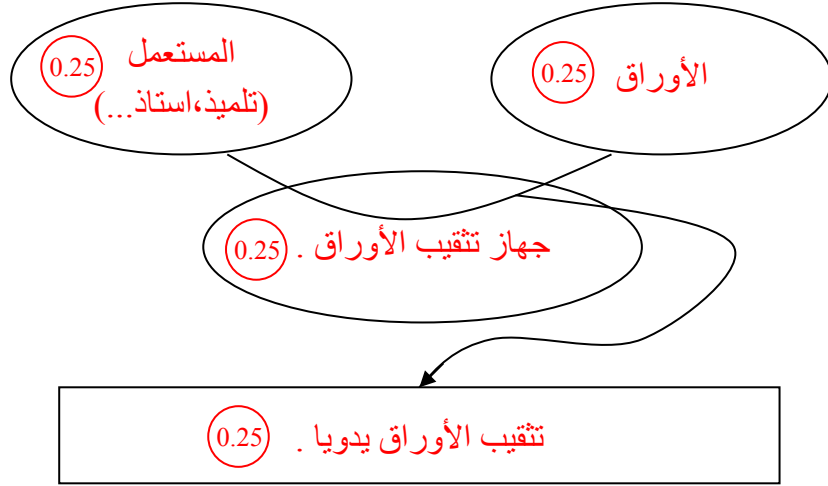 المستعمل 0.25
(تلميذ،استاذ...)
الأوراق 0.25
جهاز تثقيب الأوراق . 0.25
تثقيب الأوراق يدويا . 0.25